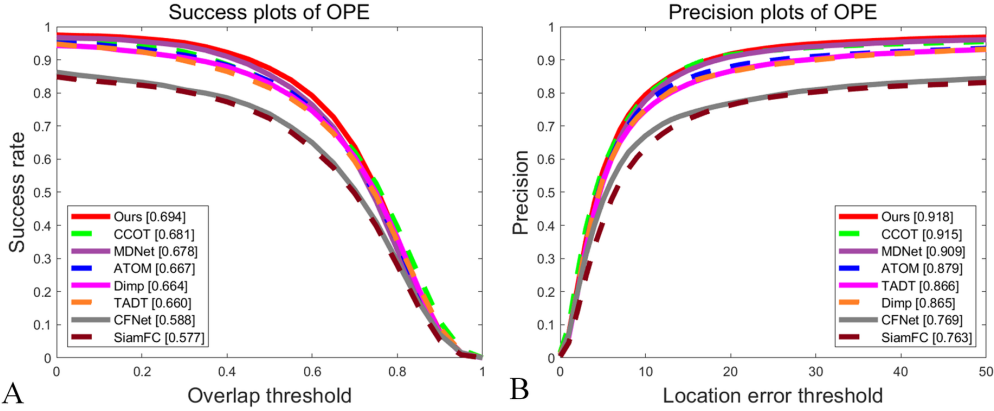 Success plots of OPE
1
0.9
0.8
0.7
0.6
0.5
0.4
0.3
0.2
0.1
0
Success rate
Ours [0.694]
CCOT [0.681]
MDNet [0.678]
ATOM [0.667]
Dimp [0.664]
TADT [0.660]
CFNet [0.588]
SiamFC [0.577]
0 0.2 0.4 0.6 0.8 1
Overlap threshold
A
Precision plots of OPE
1
0.9
0.8
0.7
0.6
0.5
0.4
0.3
0.2
0.1
0
Precision
Ours [0.918]
CCOT [0.915]
MDNet [0.909]
ATOM [0.879]
TADT [0.866]
Dimp [0.865]
CFNet [0.769]
SiamFC [0.763]
0 10 20 30 40 50
Location error threshold
B